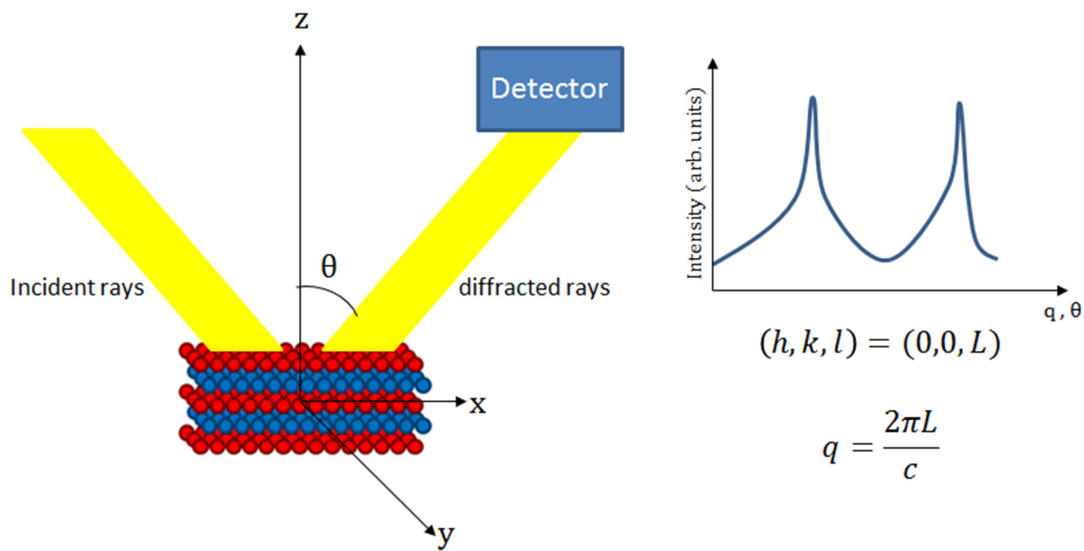 z
Detector
θ
Incident rays
diffracted rays
x
y
Intensity (arb. units)
q , θ
(h, k, l) = (0,0, L)
q = 2πL / c